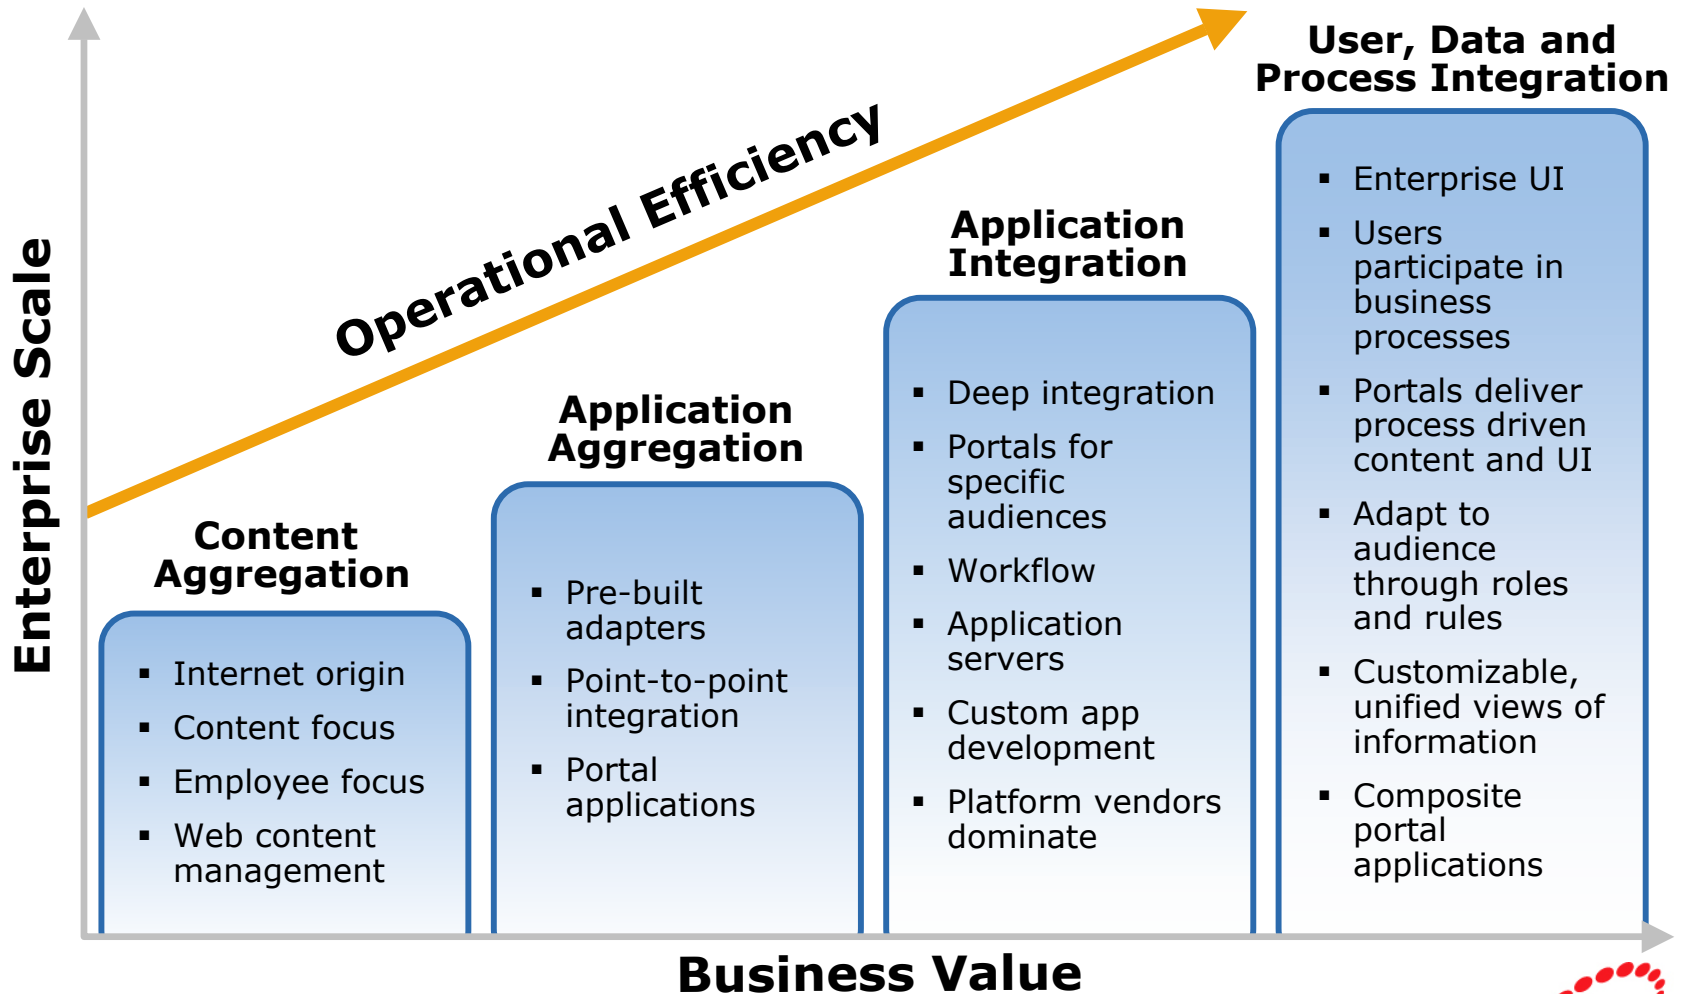 User, Data and
Process Integration
Operational Efficiency
Enterprise Scale
Application
Integration
Application
Aggregation
Content
Aggregation
▪ Internet origin
▪ Content focus
▪ Employee focus
▪ Web content
management
▪ Pre-built
adapters
▪ Point-to-point
integration
▪ Portal
applications
▪ Deep integration
▪ Portals for
specific
audiences
▪ Workflow
▪ Application
servers
▪ Custom app
development
▪ Platform vendors
dominate
▪ Enterprise UI
▪ Users
participate in
business
processes
▪ Portals deliver
process driven
content and UI
▪ Adapt to
audience
through roles
and rules
▪ Customizable,
unified views of
information
▪ Composite
portal
applications
Business Value